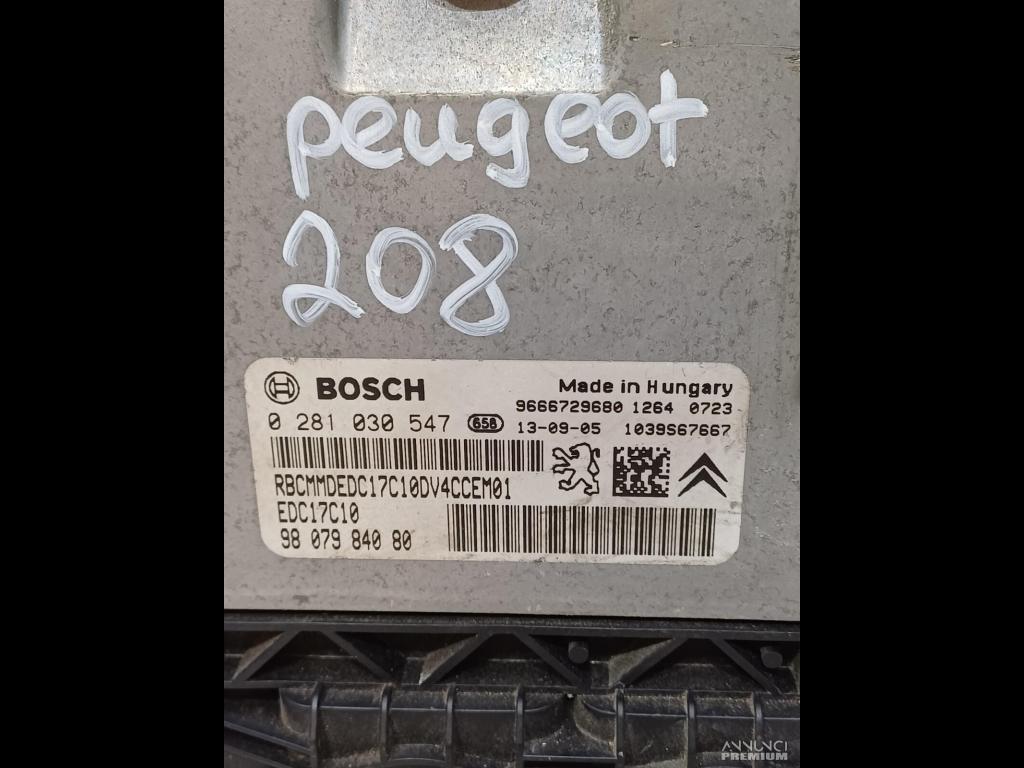 peugeot
208
BOSCH
Made in Hungary
9666729680 1264 0723
0 281 030 547 658
13-09-05 1039S67667
RBCMMDEDC17C10DV4CCEM01
EDC17C10
98 079 840 80
ANNUNCI
PREMIUM